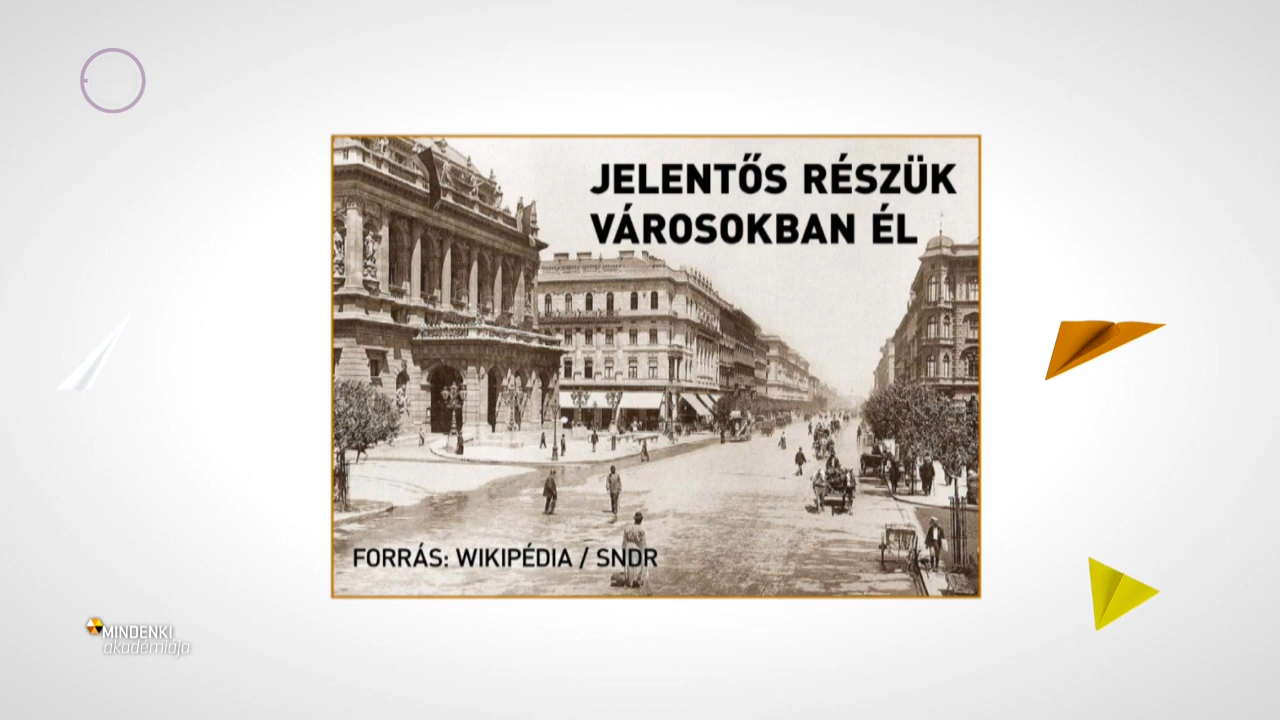 JELENTŐS RÉSZÜK
VÁROSOKBAN ÉL
FORRÁS: WIKIPÉDIA / SNDR
MINDENKI
akadémiája